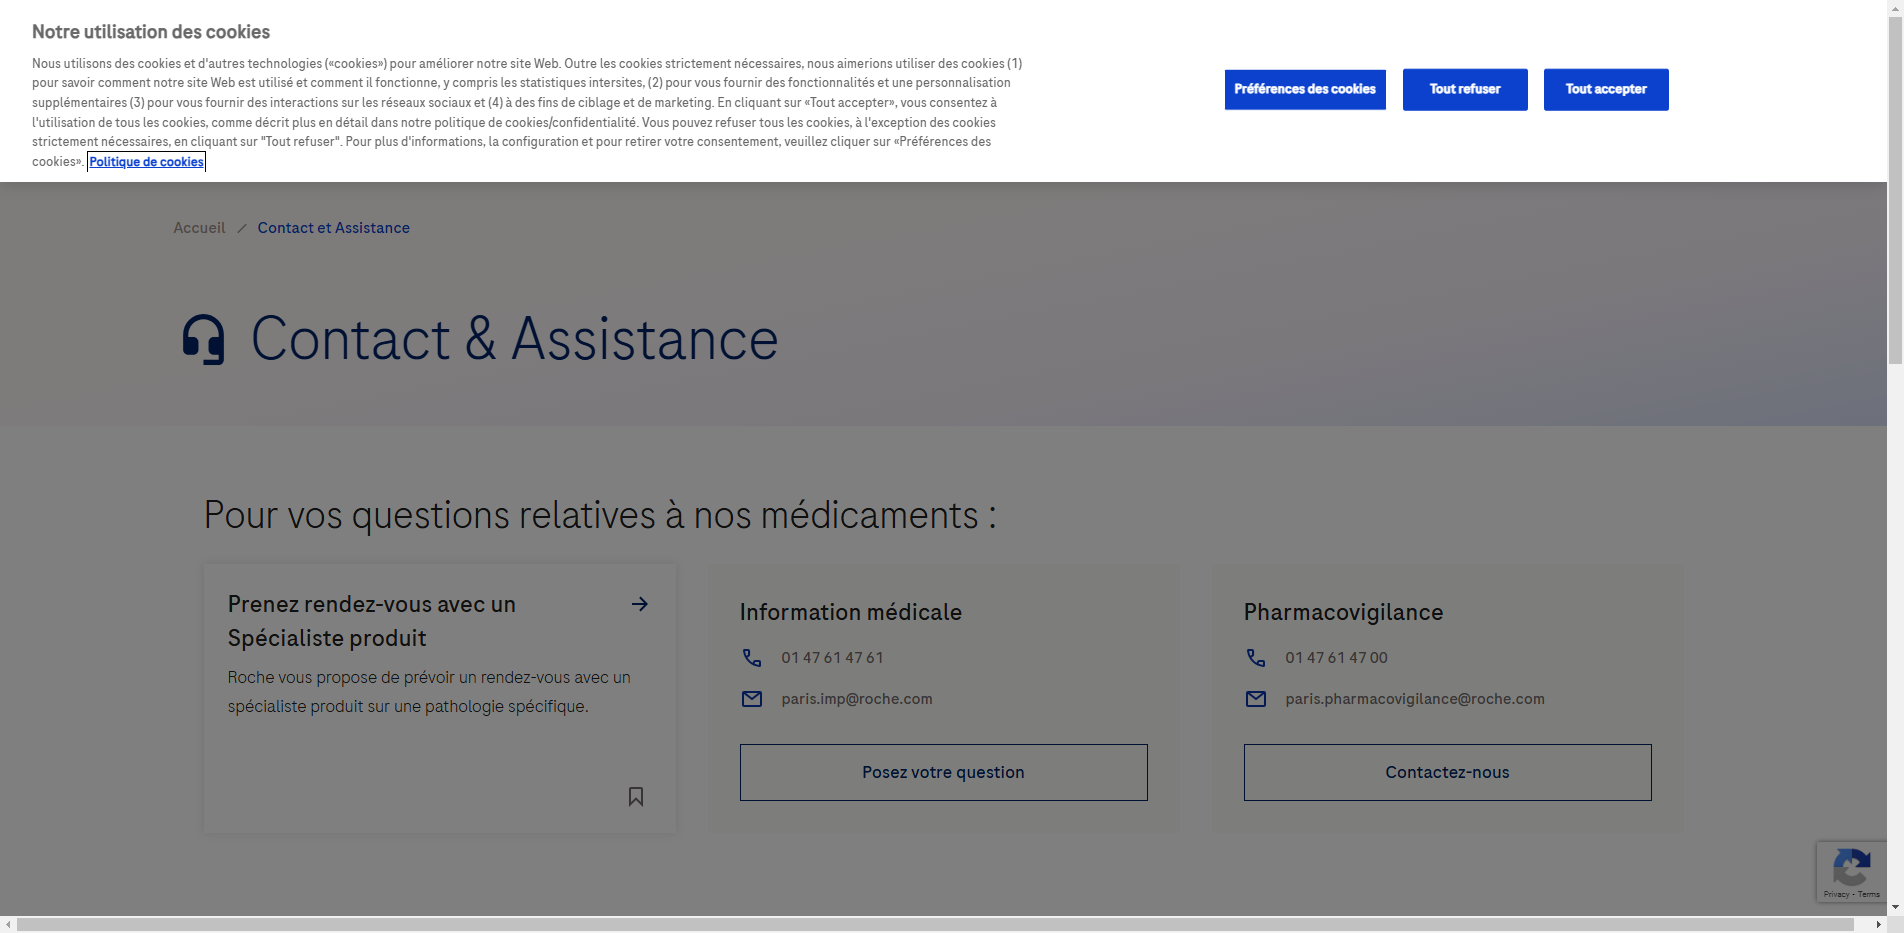 Notre utilisation des cookies
Nous utilisons des cookies et d'autres technologies («cookies») pour améliorer notre site Web. Outre les cookies strictement nécessaires, nous aimerions utiliser des cookies (1)
pour savoir comment notre site Web est utilisé et comment il fonctionne, y compris les statistiques intersites, (2) pour vous fournir des fonctionnalités et une personnalisation
supplémentaires (3) pour vous fournir des interactions sur les réseaux sociaux et (4) à des fins de ciblage et de marketing. En cliquant sur «Tout accepter», vous consentez à
l'utilisation de tous les cookies, comme décrit plus en détail dans notre politique de cookies/confidentialité. Vous pouvez refuser tous les cookies, à l'exception des cookies
strictement nécessaires, en cliquant sur "Tout refuser". Pour plus d'informations, la configuration et pour retirer votre consentement, veuillez cliquer sur «Préférences des
cookies». Politique de cookies
Préférences des cookies
Tout refuser
Tout accepter
Accueil / Contact et Assistance
Contact & Assistance
Pour vos questions relatives à nos médicaments :
Prenez rendez-vous avec un
Spécialiste produit
Roche vous propose de prévoir un rendez-vous avec un
spécialiste produit sur une pathologie spécifique.
Information médicale
01 47 61 47 61
paris.imp@roche.com
Posez votre question
Pharmacovigilance
01 47 61 47 00
paris.pharmacovigilance@roche.com
Contactez-nous
Privacy - Terms